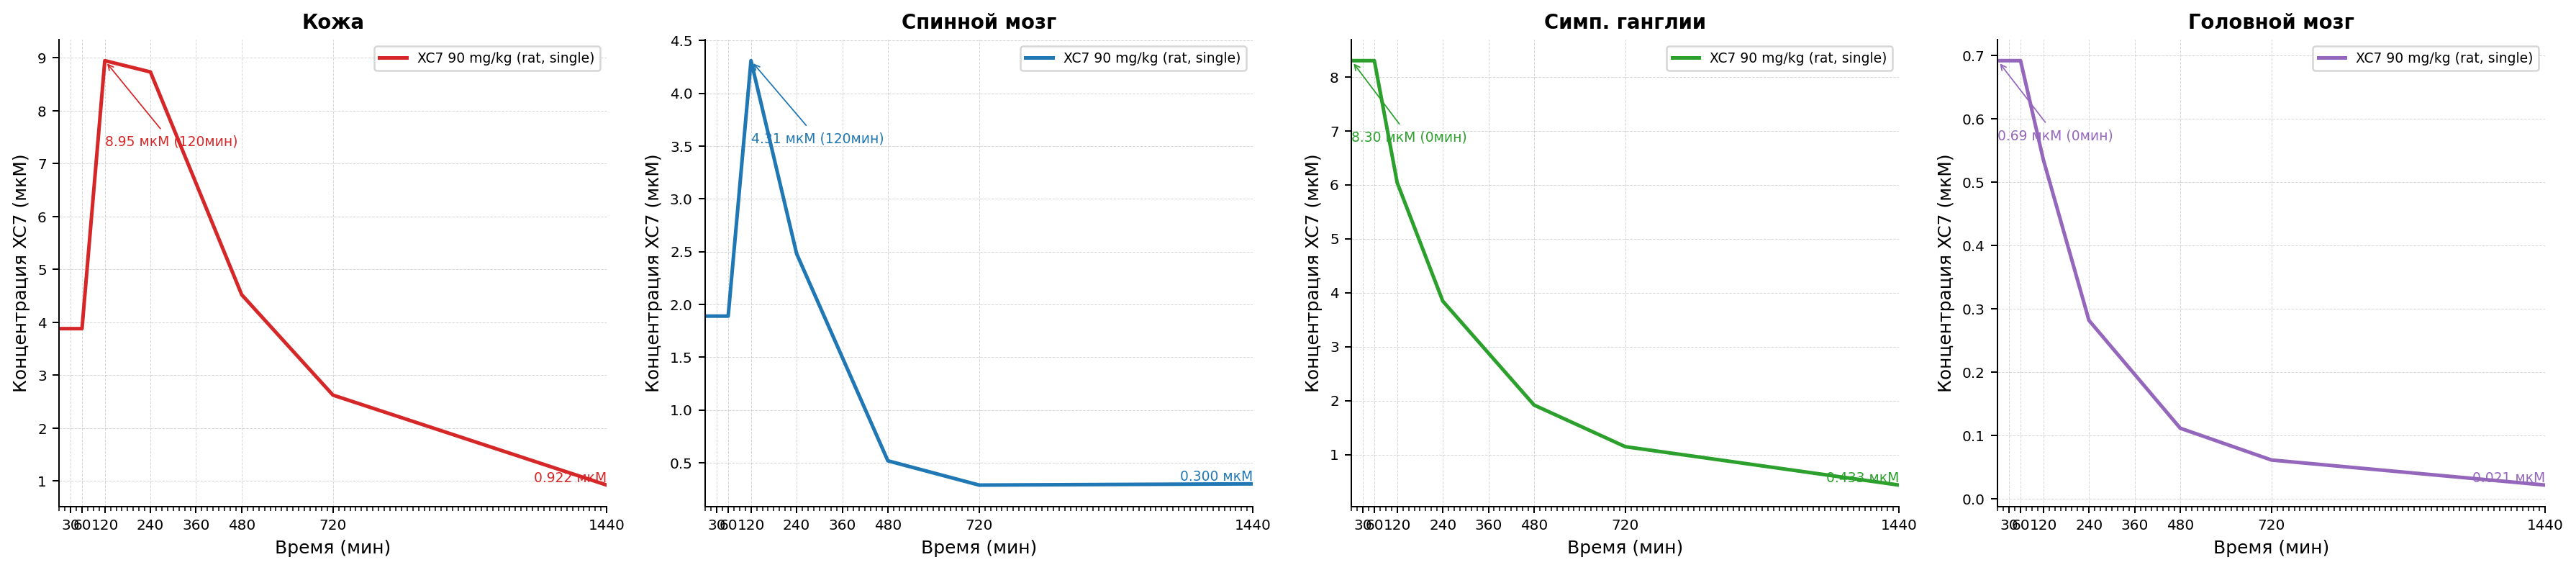 Кожа
XC7 90 mg/kg (rat, single)
8.95 мкМ (120мин)
0.922 мкМ
Концентрация XC7 (мкМ)
9
8
7
6
5
4
3
2
1
30 60 120 240 360 480 720 1440
Время (мин)
Спинной мозг
XC7 90 mg/kg (rat, single)
4.31 мкМ (120мин)
0.300 мкМ
Концентрация XC7 (мкМ)
4.5
4.0
3.5
3.0
2.5
2.0
1.5
1.0
0.5
30 60 120 240 360 480 720 1440
Время (мин)
Симп. ганглии
XC7 90 mg/kg (rat, single)
8.30 мкМ (0мин)
0.433 мкМ
Концентрация XC7 (мкМ)
8
7
6
5
4
3
2
1
30 60 120 240 360 480 720 1440
Время (мин)
Головной мозг
XC7 90 mg/kg (rat, single)
0.69 мкМ (0мин)
0.021 мкМ
Концентрация XC7 (мкМ)
0.7
0.6
0.5
0.4
0.3
0.2
0.1
0.0
30 60 120 240 360 480 720 1440
Время (мин)